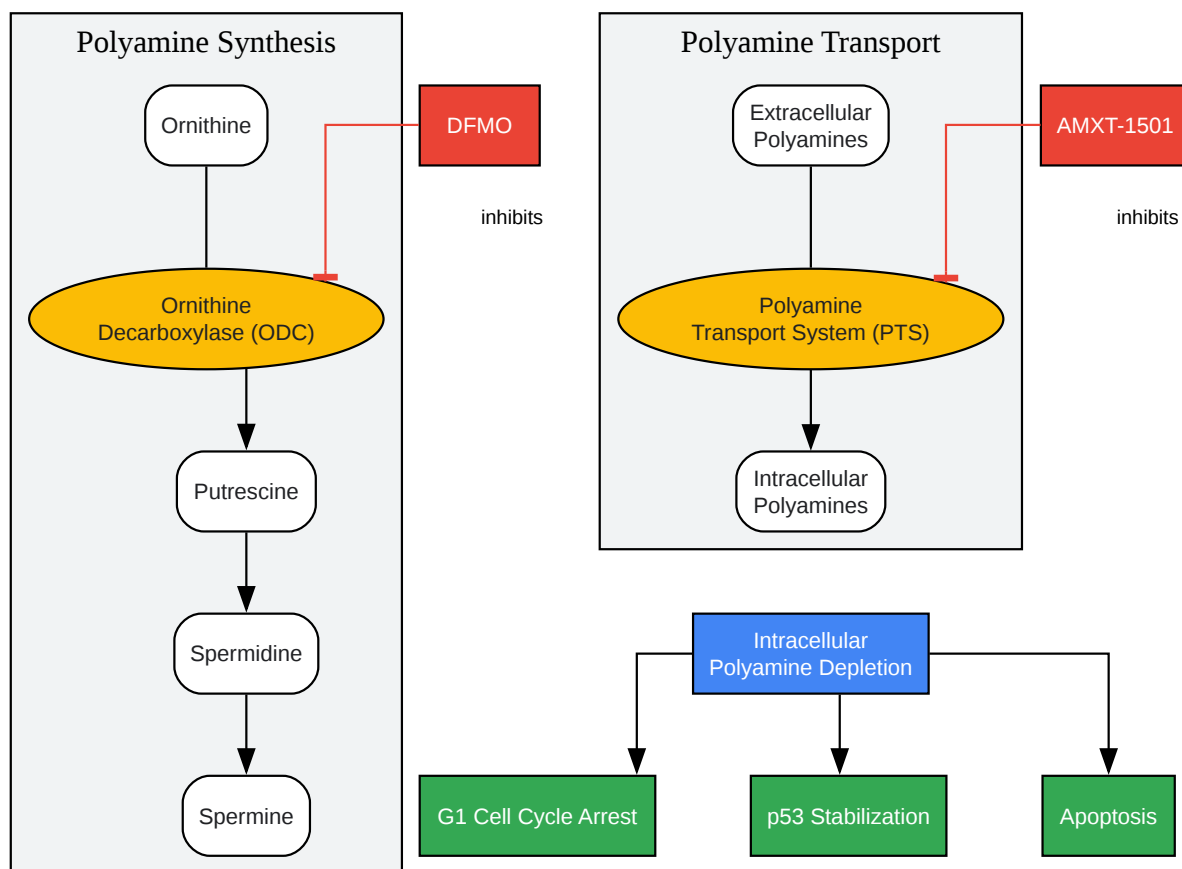 Polyamine Synthesis
Ornithine
DFMO
inhibits
Ornithine
Decarboxylase (ODC)
Putrescine
Spermidine
Spermine
Polyamine Transport
Extracellular
Polyamines
AMXT-1501
inhibits
Polyamine
Transport System (PTS)
Intracellular
Polyamines
Intracellular
Polyamine Depletion
G1 Cell Cycle Arrest
p53 Stabilization
Apoptosis